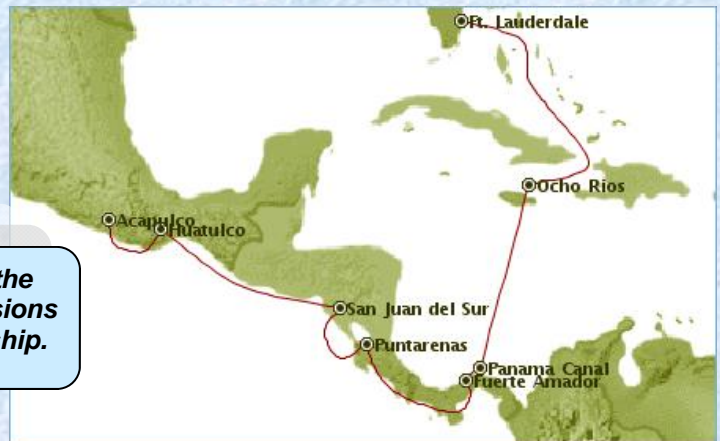 Ft. Lauderdale
Ocho Rios
Acapulco
Huatulco
the
sions
hip.
San Juan del Sur
Puntarenas
Panama Canal
Fuerte Amador